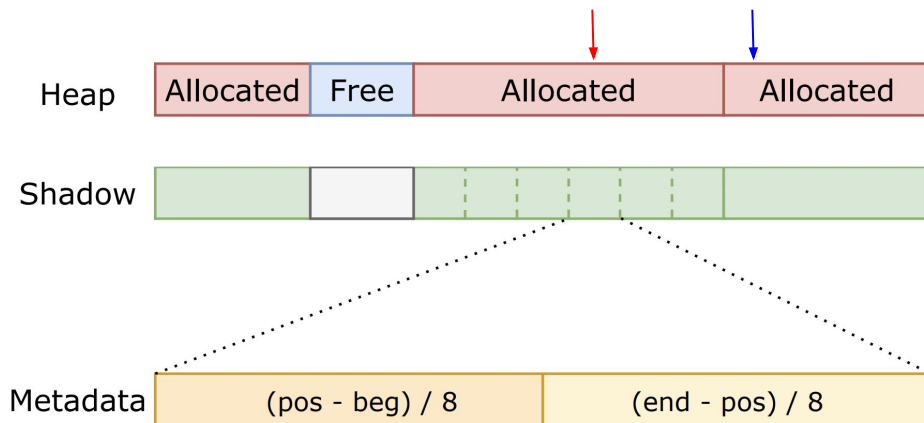 Heap
Allocated
Free
Allocated
Allocated
Shadow
Metadata
(pos - beg) / 8
(end - pos) / 8